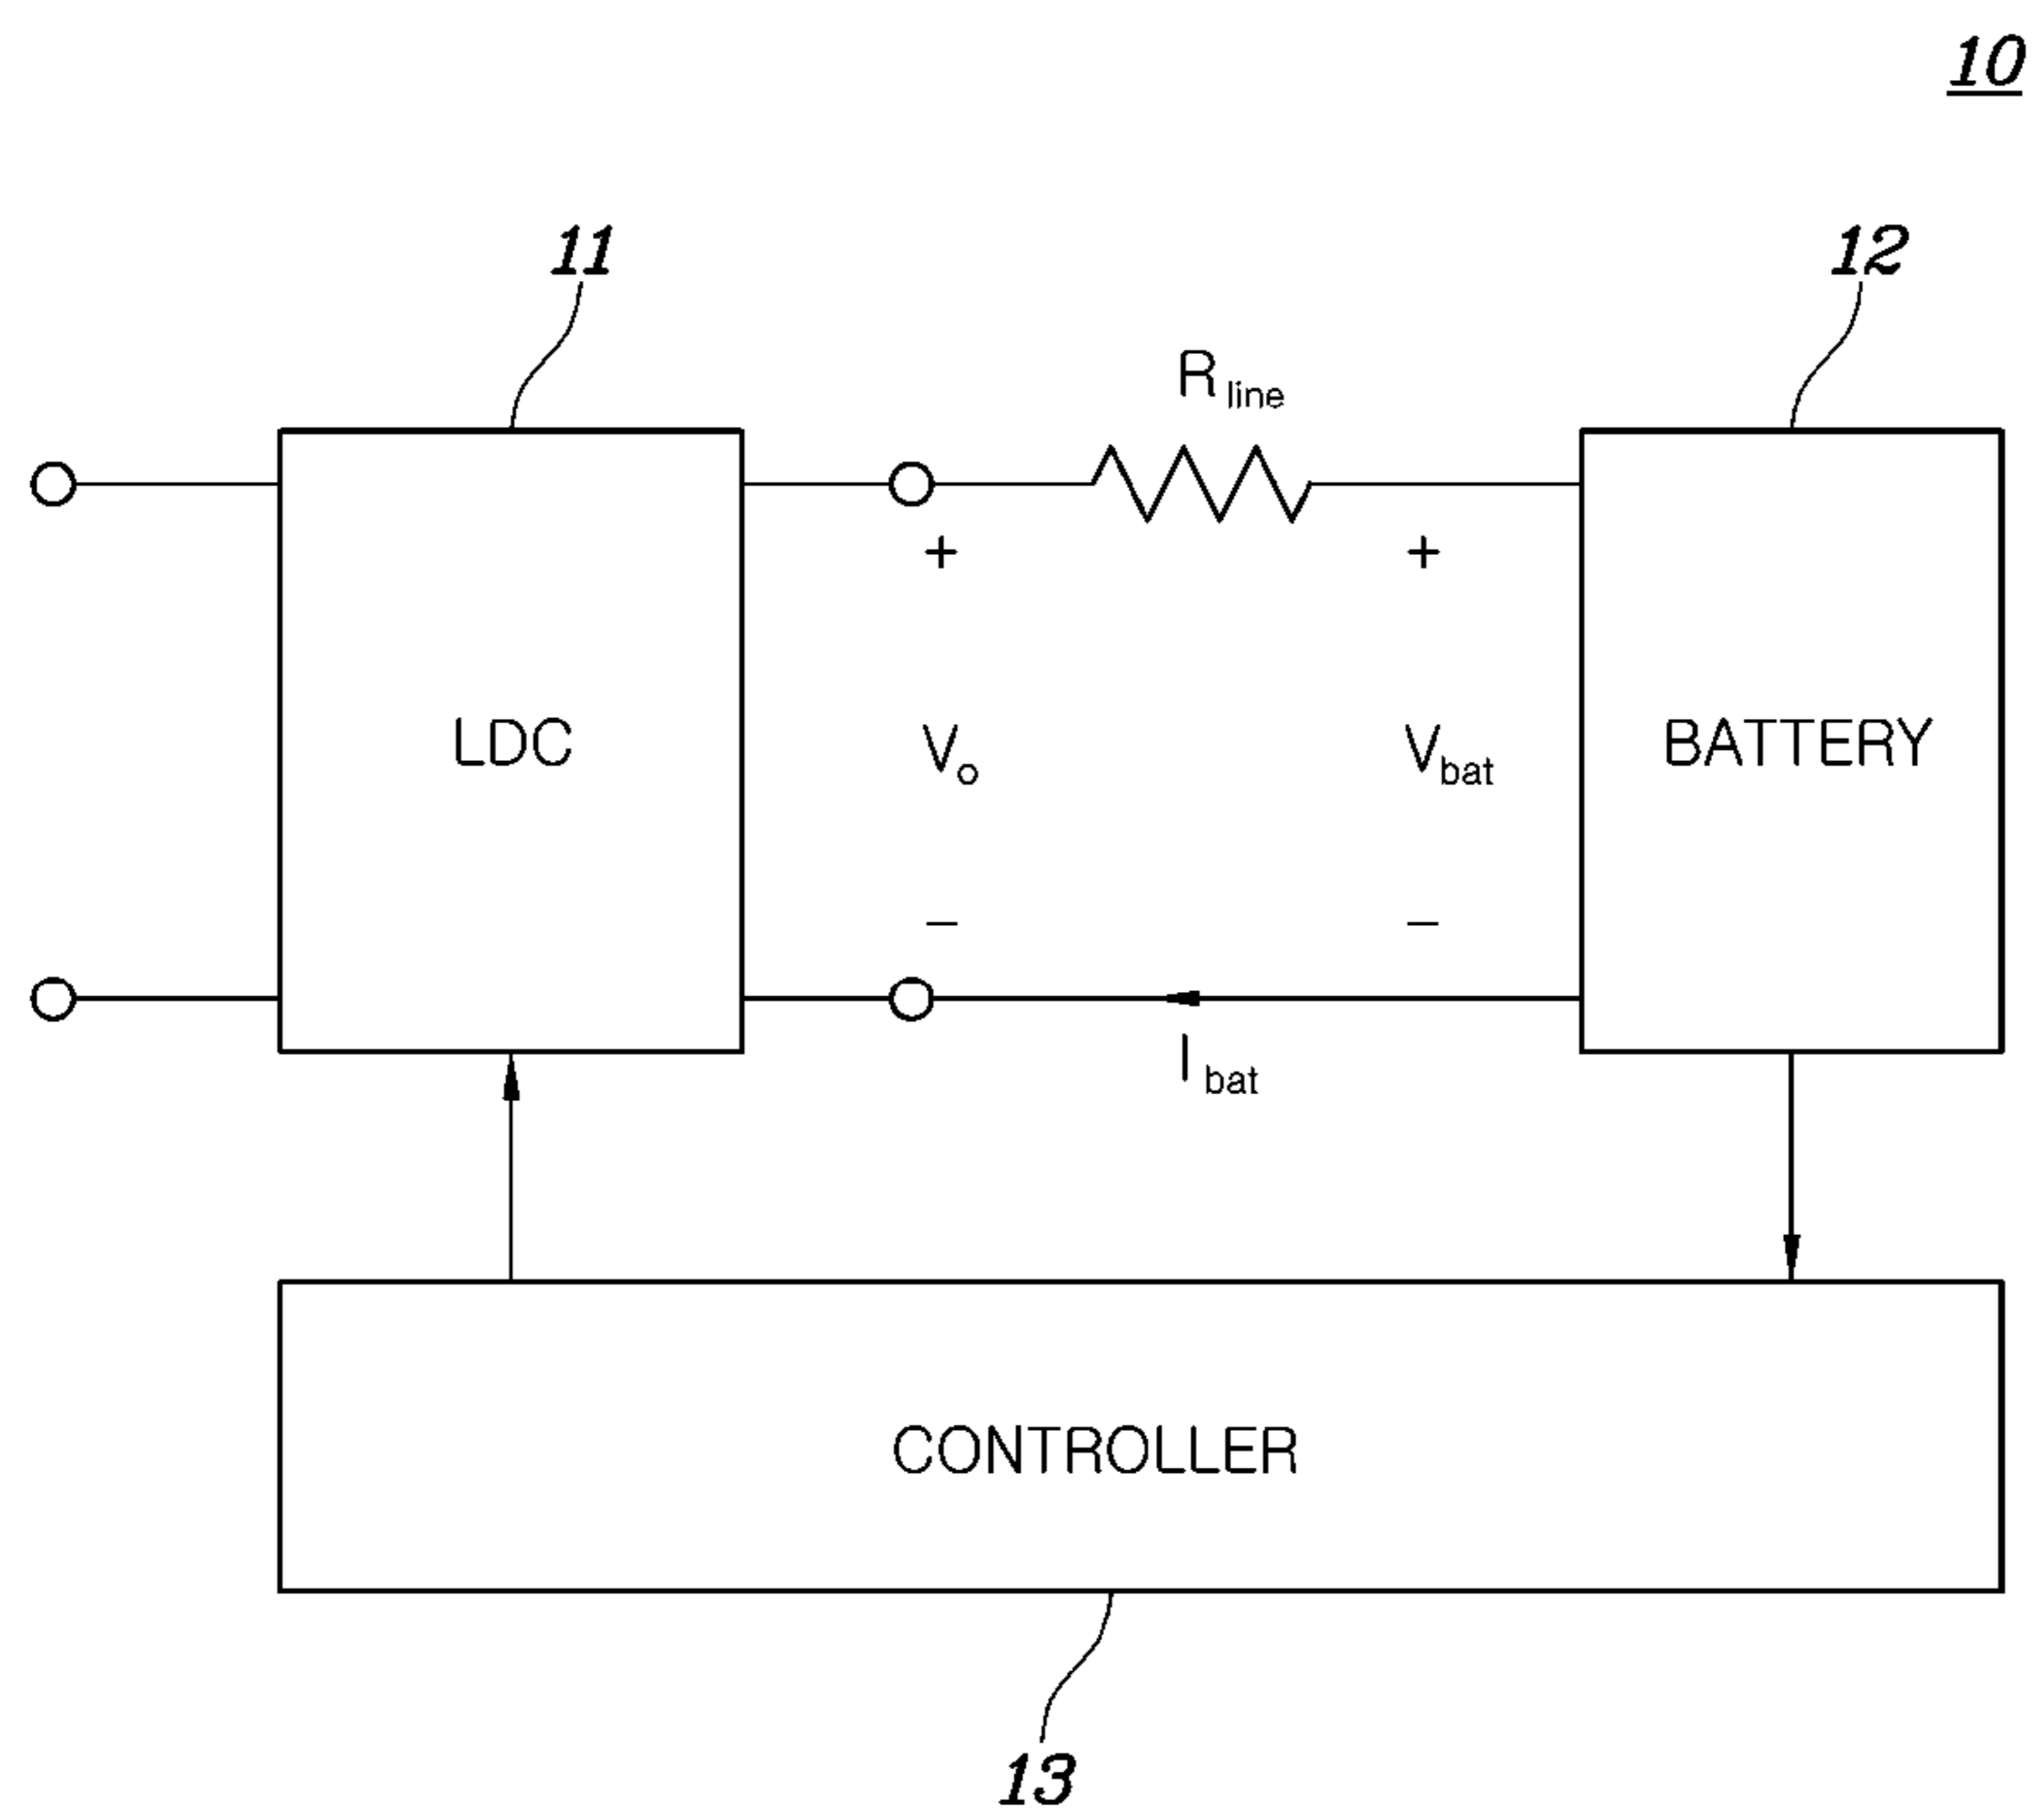 10
11
12
R line
+
+
LDC
Vo
Vbat
BATTERY
–
–
I bat
CONTROLLER
13